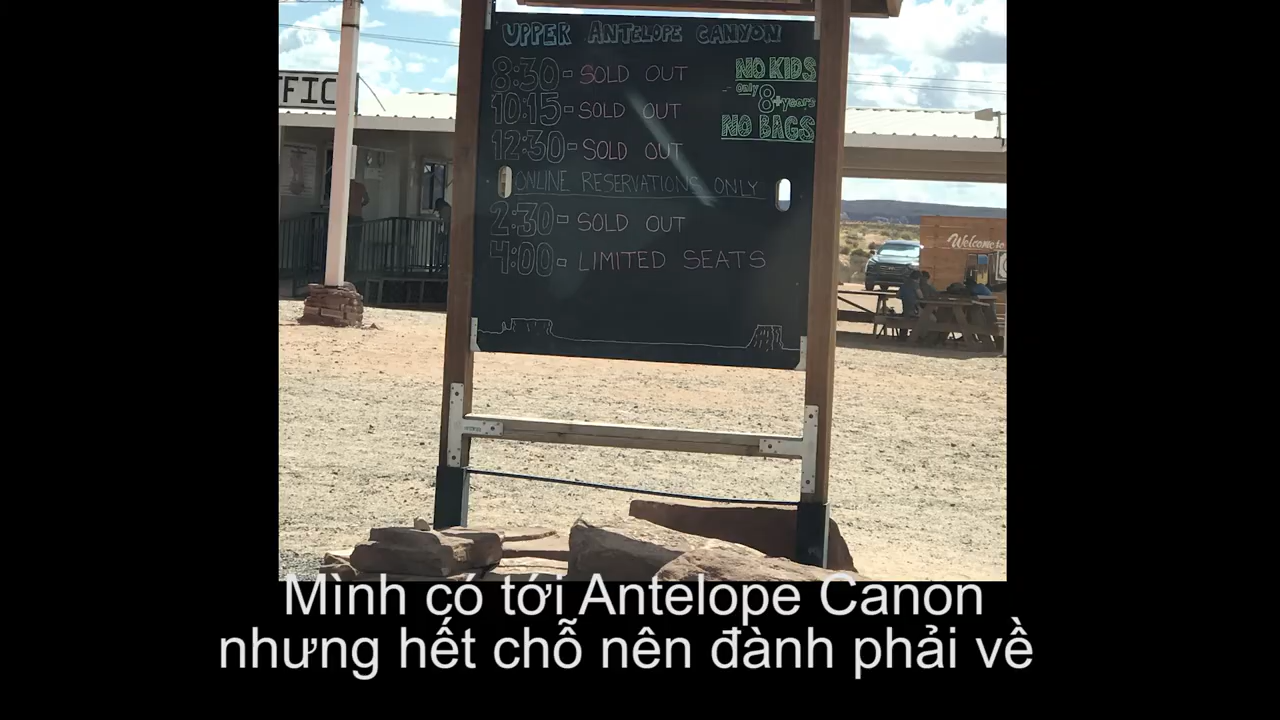 UPPER ANTELOPE CANYON
8:30 - SOLD OUT
10:15 - SOLD OUT
12:30 - SOLD OUT
ONLINE RESERVATIONS ONLY
2:30 - SOLD OUT
4:00 - LIMITED SEATS
NO KIDS
only 8+years
NO BAGS
FFIC
Welcome to
Mình có tới Antelope Canon
nhưng hết chỗ nên đành phải về